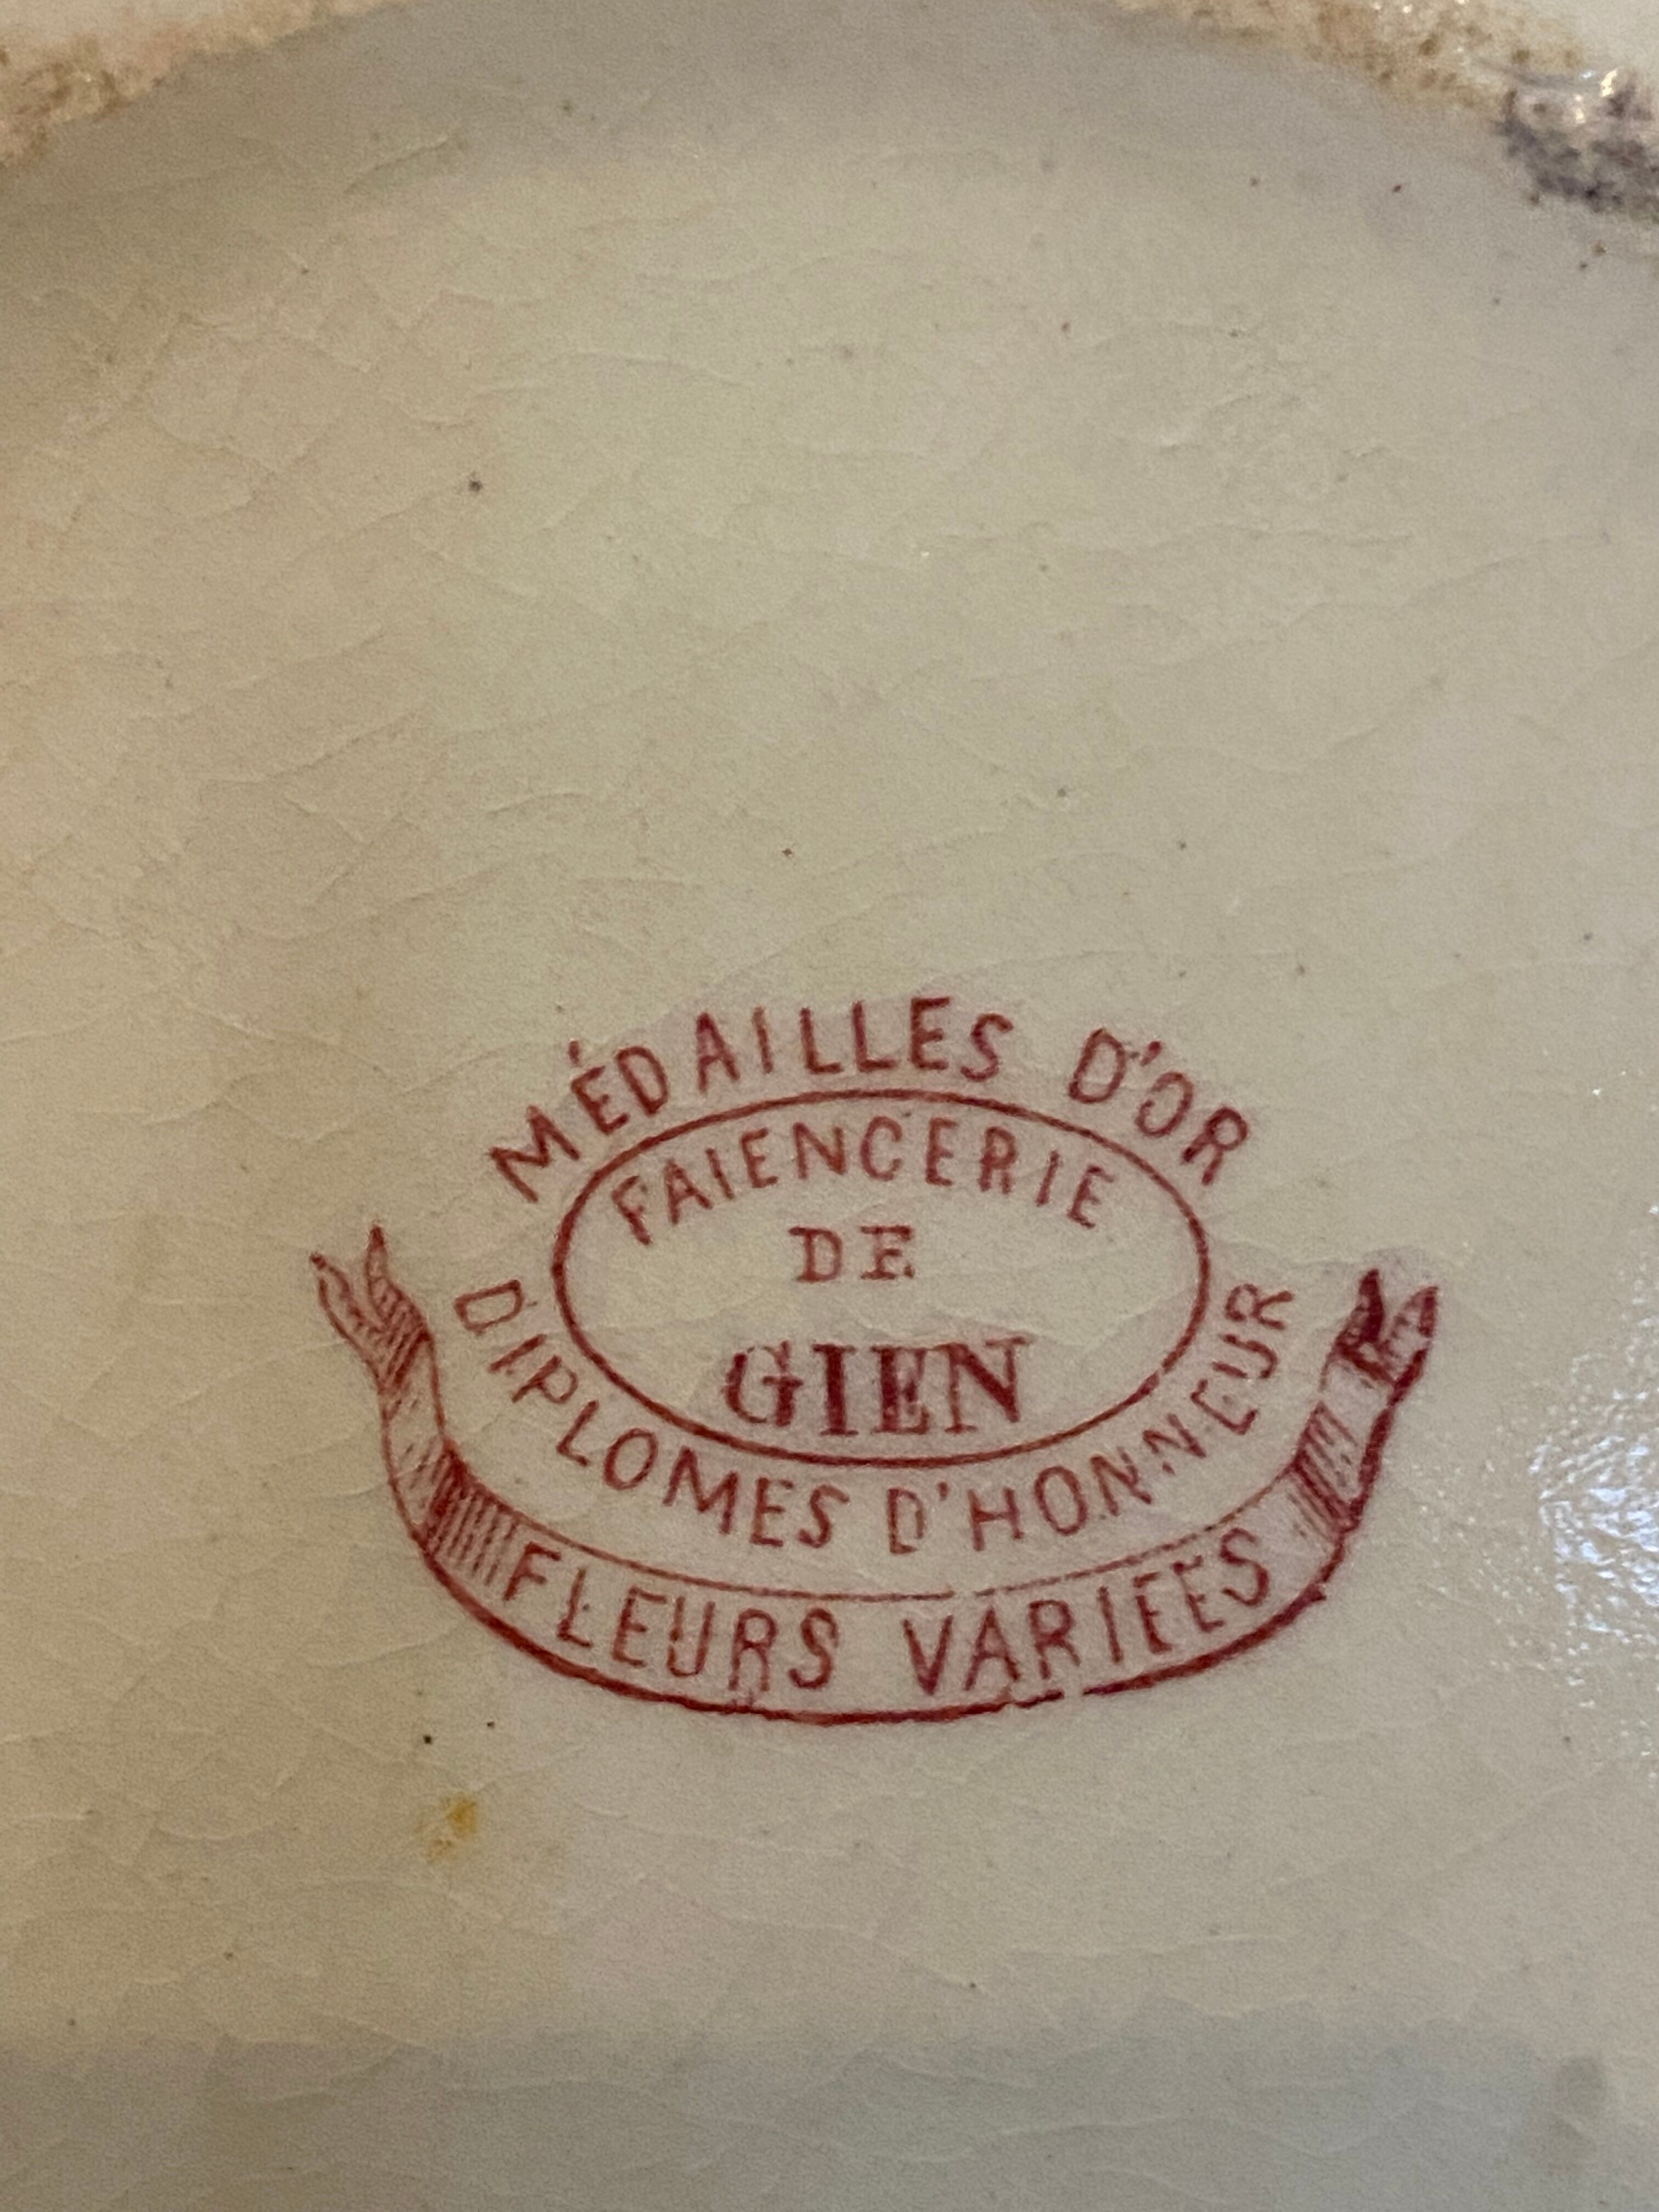 MÉDAILLES D'OR
FAIENCERIE
DE
GIEN
DIPLOMES D'HONNEUR
FLEURS VARIÉES